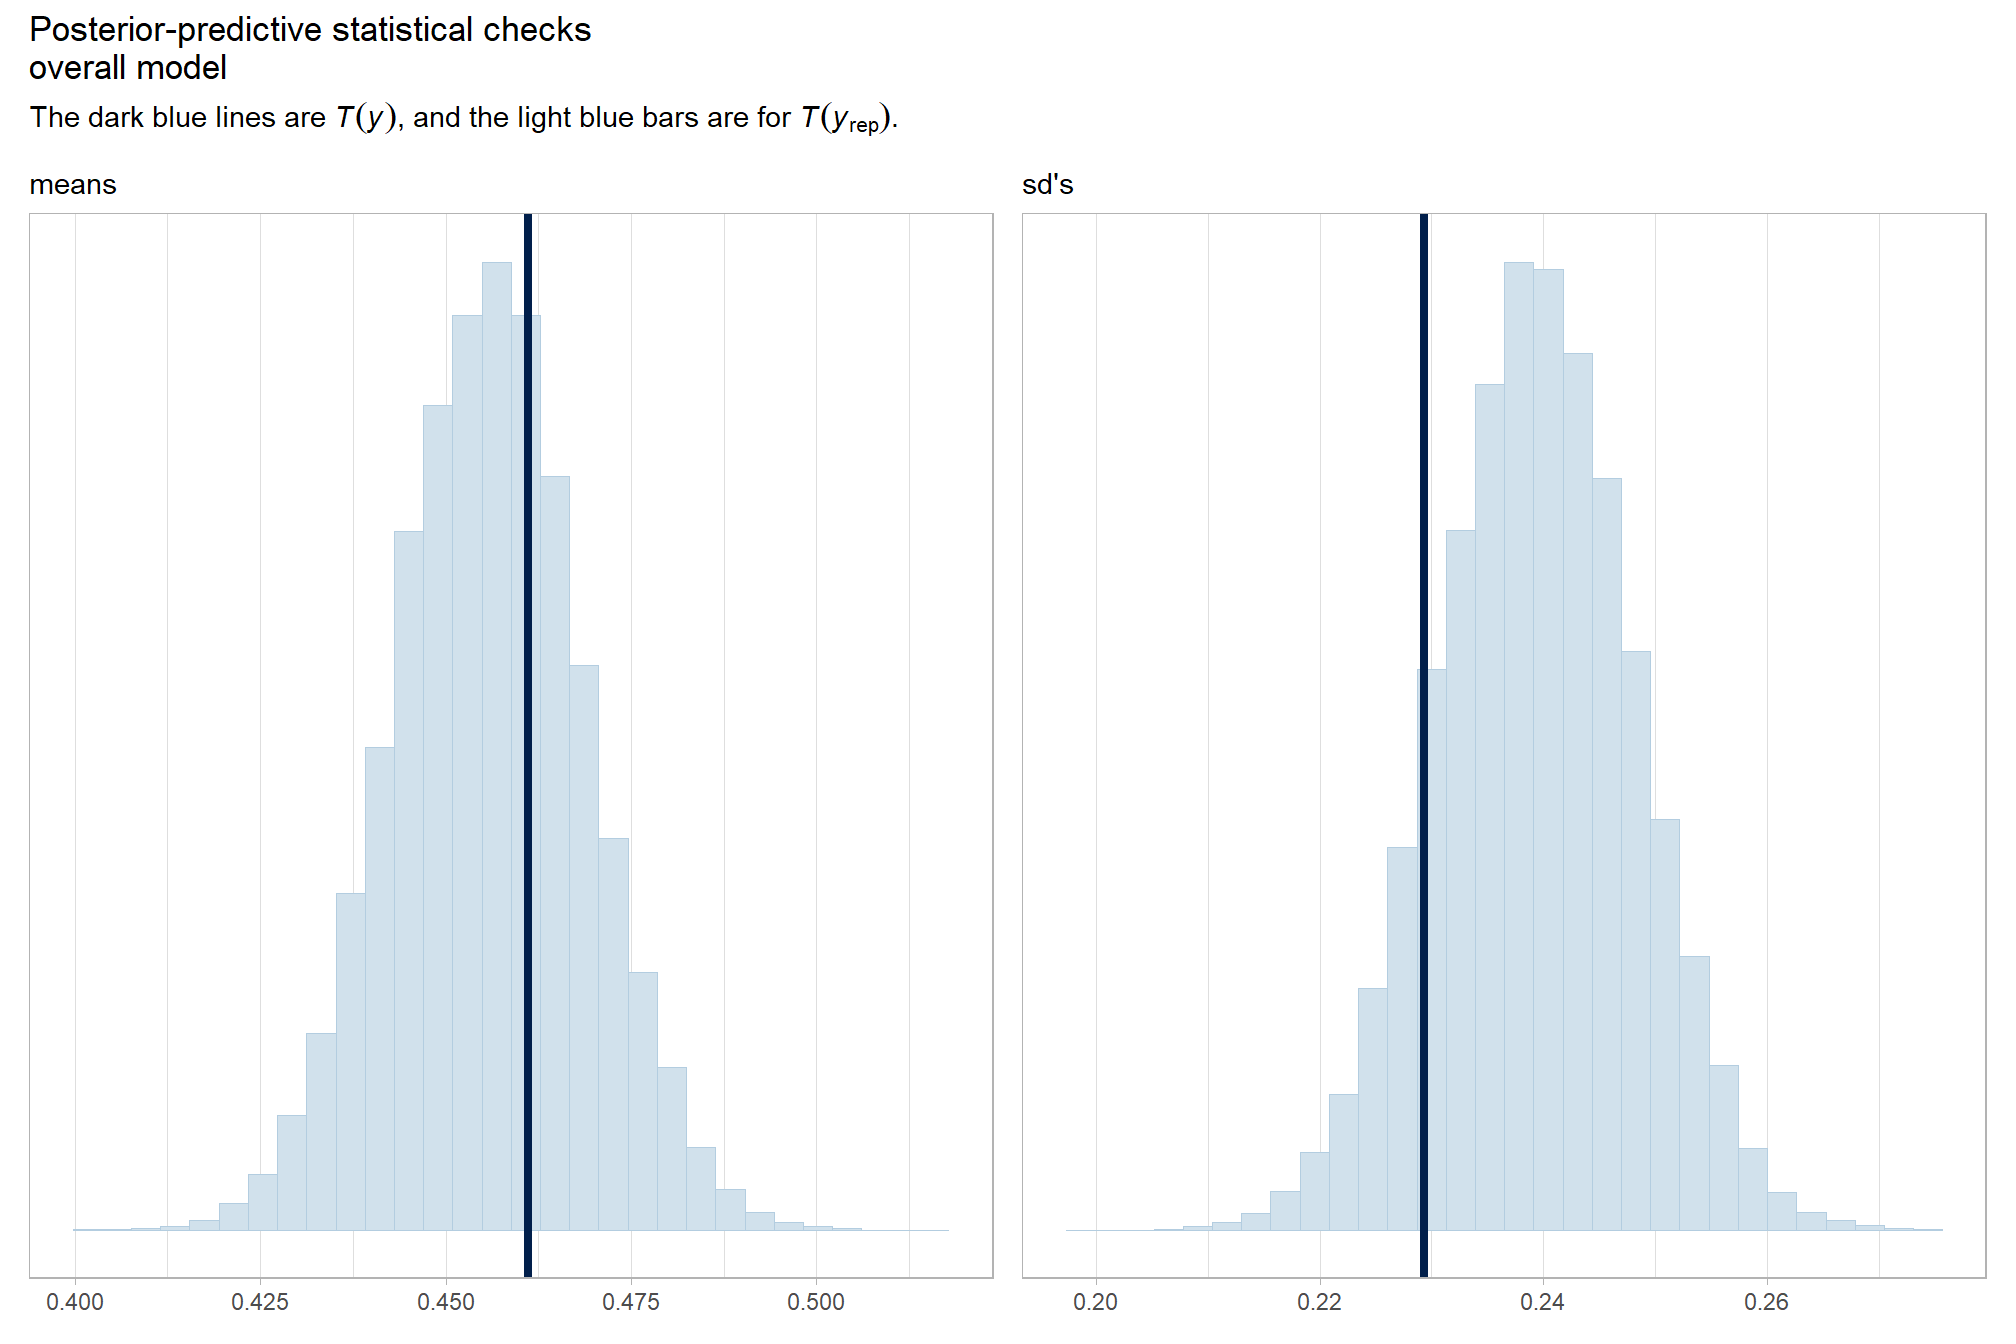 Posterior-predictive statistical checks
overall model
The dark blue lines are T(y), and the light blue bars are for T(yrep).
means
sd's
0.400 0.425 0.450 0.475 0.500
0.20 0.22 0.24 0.26